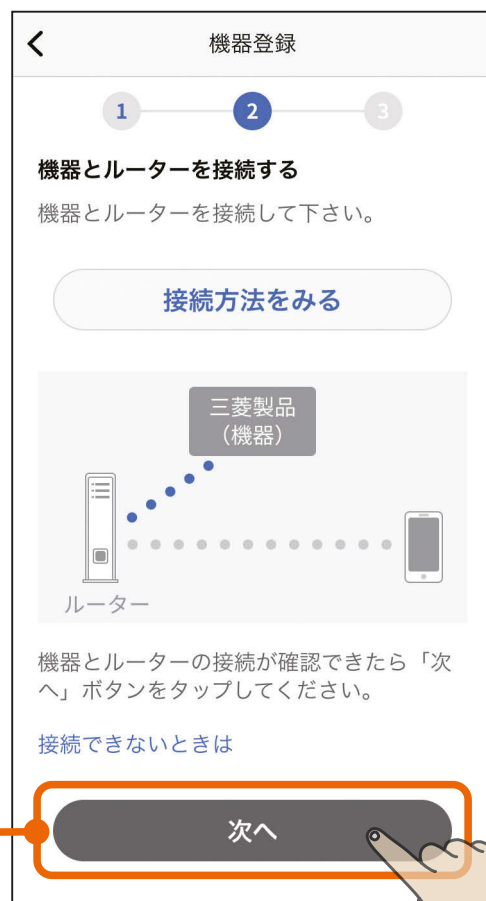 機器登録
1 2 3
機器とルーターを接続する
機器とルーターを接続して下さい。
接続方法をみる
三菱製品
（機器）
ルーター
機器とルーターの接続が確認できたら「次
へ」ボタンをタップしてください。
接続できないときは
次へ